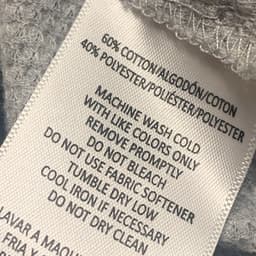 60% COTTON/ALGODÓN/COTON
40% POLYESTER/POLIÉSTER/POLYESTER
MACHINE WASH COLD
WITH LIKE COLORS ONLY
REMOVE PROMPTLY
DO NOT BLEACH
DO NOT USE FABRIC SOFTENER
TUMBLE DRY LOW
COOL IRON IF NECESSARY
DO NOT DRY CLEAN
LAVAR A MAQU
FRIA Y